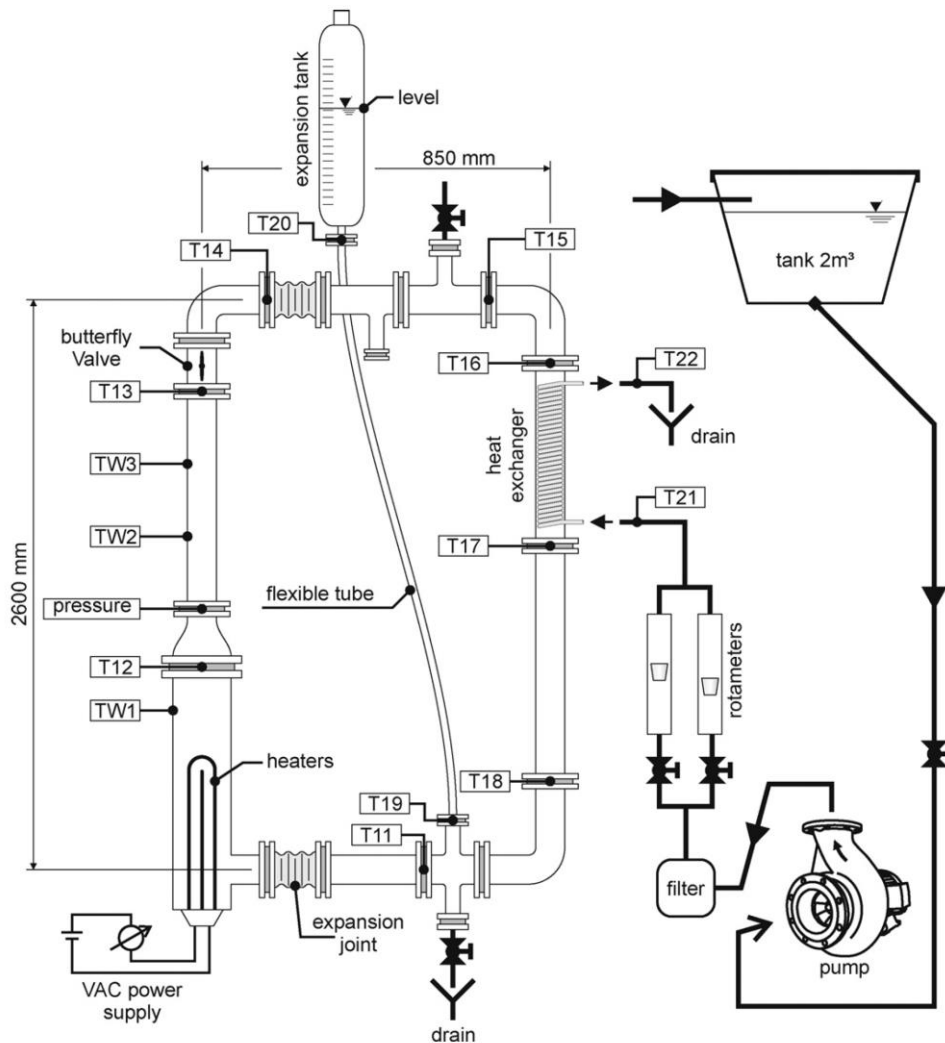 expansion tank
level
850 mm
T20
T14
T15
tank 2m³
butterfly
Valve
T13
T16
T22
drain
TW3
heat
exchanger
T21
TW2
T17
2600 mm
flexible tube
pressure
T12
rotameters
TW1
heaters
T18
T19
T11
filter
expansion
joint
pump
VAC power
supply
drain